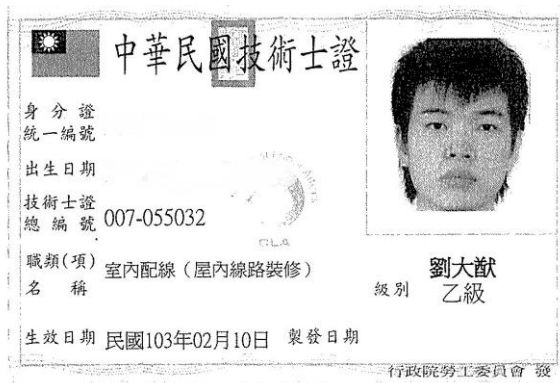 中華民國技術士證
身分證
統一編號
出生日期
技術士證
總編號 007-055032
CLA
職類(項)
名稱 室內配線（屋內線路裝修）
劉大猷
級別 乙級
生效日期 民國103年02月10日 製發日期
行政院勞工委員會 發